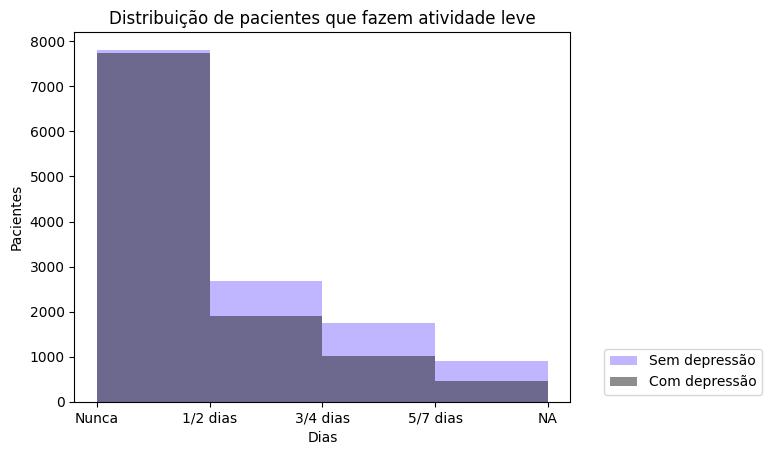 Distribuição de pacientes que fazem atividade leve
8000
7000
6000
5000
4000
3000
2000
1000
0
Pacientes
Nunca 1/2 dias 3/4 dias 5/7 dias NA
Dias
Sem depressão
Com depressão